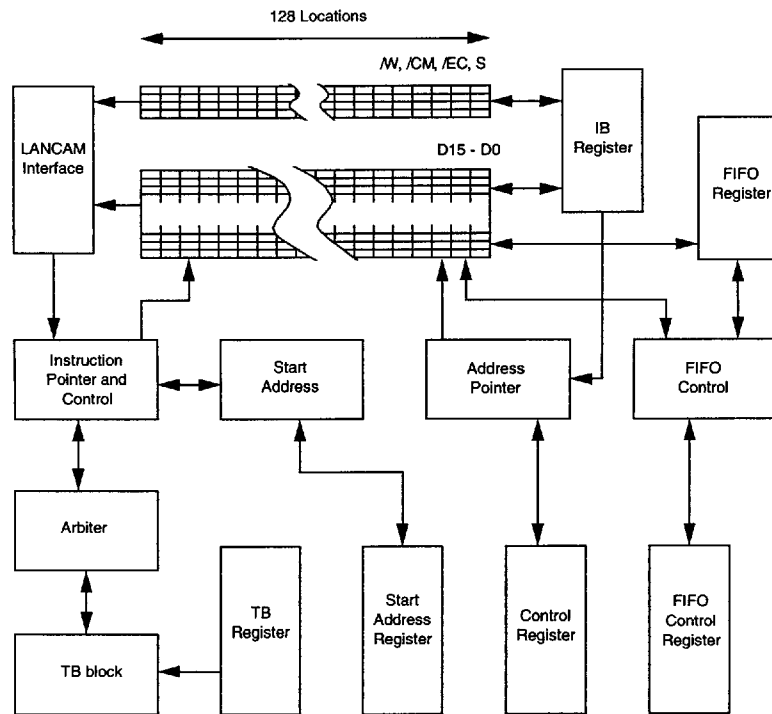 128 Locations
/W, /CM, /EC, S
LANCAM
Interface
IB
Register
D15 - D0
FIFO
Register
Instruction
Pointer and
Control
Start
Address
Address
Pointer
FIFO
Control
Arbiter
TB
Register
Start
Address
Register
Control
Register
FIFO
Control
Register
TB block